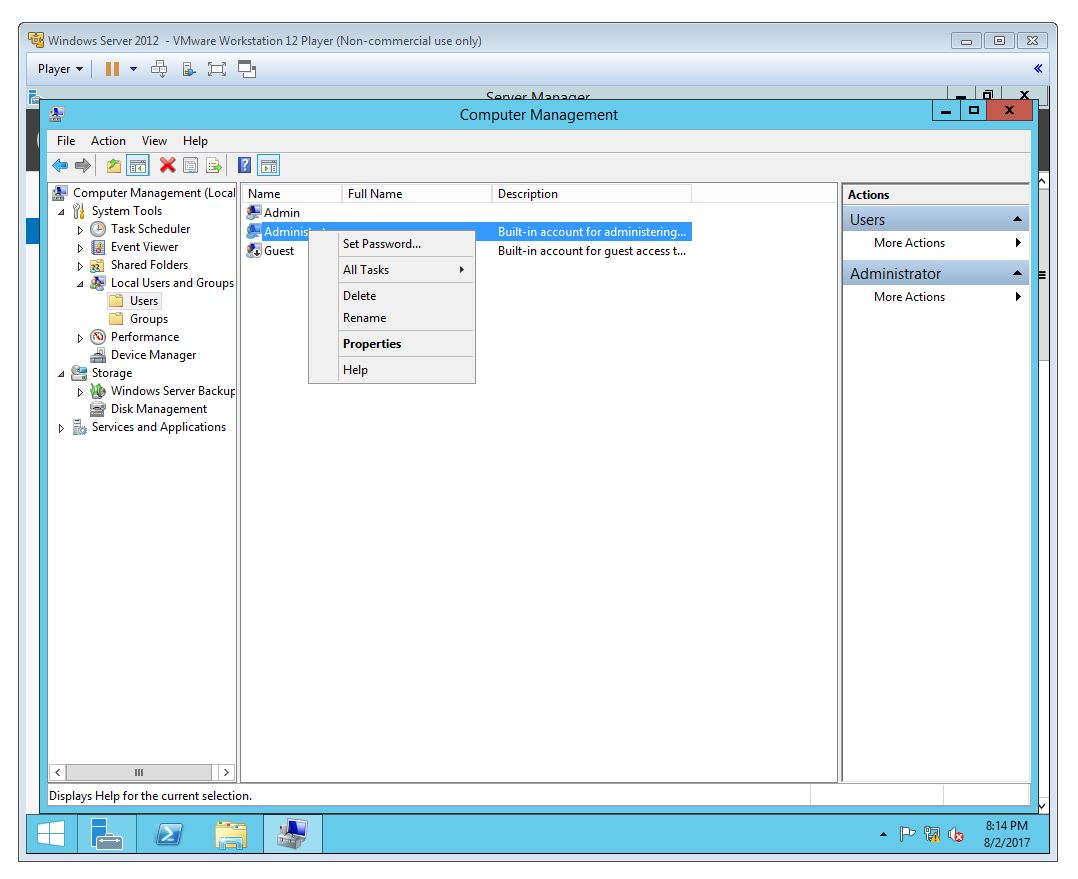 Windows Server 2012 - VMware Workstation 12 Player (Non-commercial use only)
Player
Server Manager
Computer Management
File Action View Help
Computer Management (Local
System Tools
Task Scheduler
Event Viewer
Shared Folders
Local Users and Groups
Users
Groups
Performance
Device Manager
Storage
Windows Server Backup
Disk Management
Services and Applications
Name Full Name Description
Admin
Administ Built-in account for administering...
Guest Built-in account for guest access t...
Set Password...
All Tasks
Delete
Rename
Properties
Help
Actions
Users
More Actions
Administrator
More Actions
Displays Help for the current selection.
8:14 PM
8/2/2017